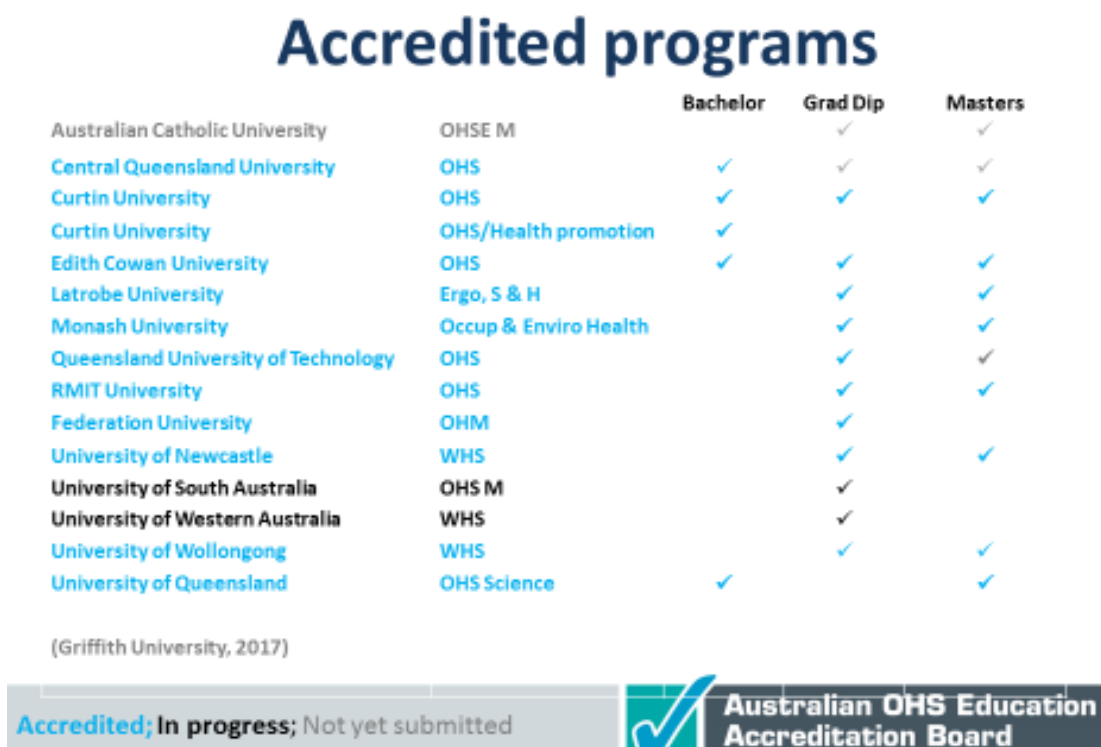 Accredited programs
Bachelor Grad Dip Masters
Australian Catholic University OHSE M ✓ ✓
Central Queensland University OHS ✓ ✓ ✓
Curtin University OHS ✓ ✓ ✓
Curtin University OHS/Health promotion ✓
Edith Cowan University OHS ✓ ✓ ✓
Latrobe University Ergo, S & H ✓ ✓
Monash University Occup & Enviro Health ✓ ✓
Queensland University of Technology OHS ✓ ✓
RMIT University OHS ✓ ✓
Federation University OHM ✓
University of Newcastle WHS ✓ ✓
University of South Australia OHS M ✓
University of Western Australia WHS ✓
University of Wollongong WHS ✓ ✓
University of Queensland OHS Science ✓ ✓
(Griffith University, 2017)
Accredited; In progress; Not yet submitted
Australian OHS Education
Accreditation Board